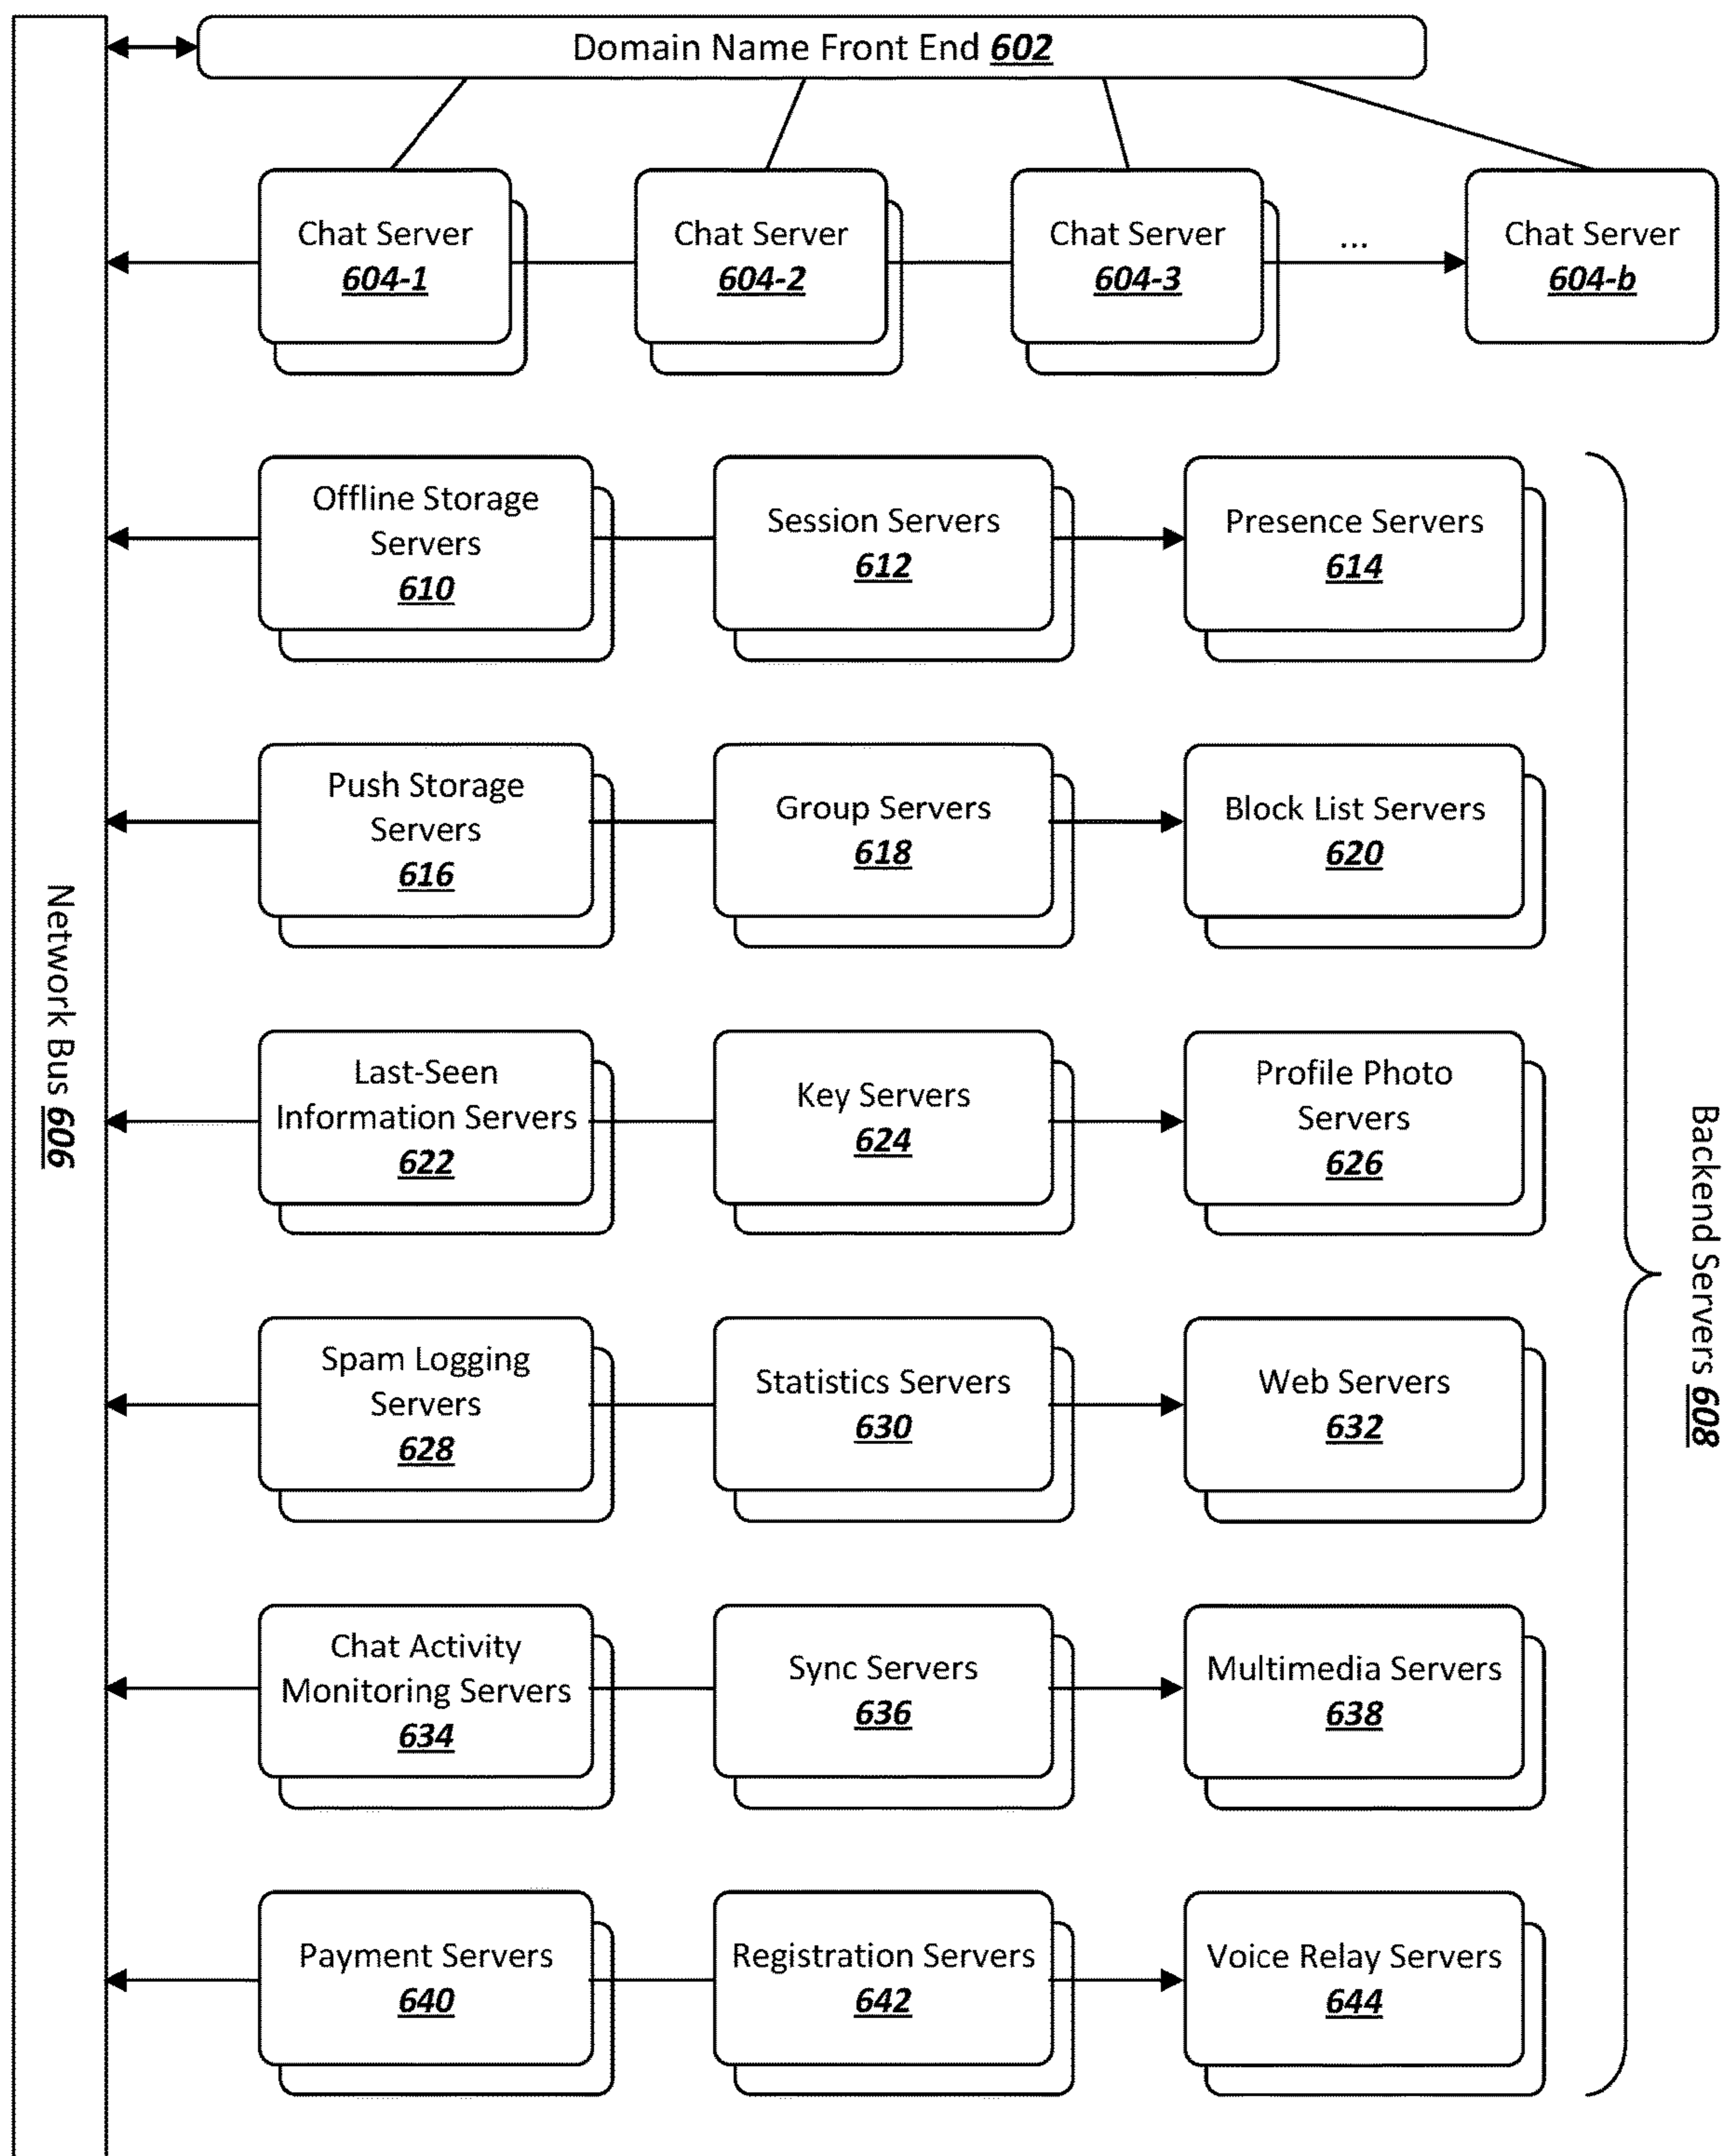 Domain Name Front End 602
Chat Server
604-1
Chat Server
604-2
Chat Server
604-3
...
Chat Server
604-b
Offline Storage
Servers
610
Session Servers
612
Presence Servers
614
Push Storage
Servers
616
Group Servers
618
Block List Servers
620
Last-Seen
Information Servers
622
Key Servers
624
Profile Photo
Servers
626
Spam Logging
Servers
628
Statistics Servers
630
Web Servers
632
Chat Activity
Monitoring Servers
634
Sync Servers
636
Multimedia Servers
638
Payment Servers
640
Registration Servers
642
Voice Relay Servers
644
Network Bus 606
Backend Servers 608